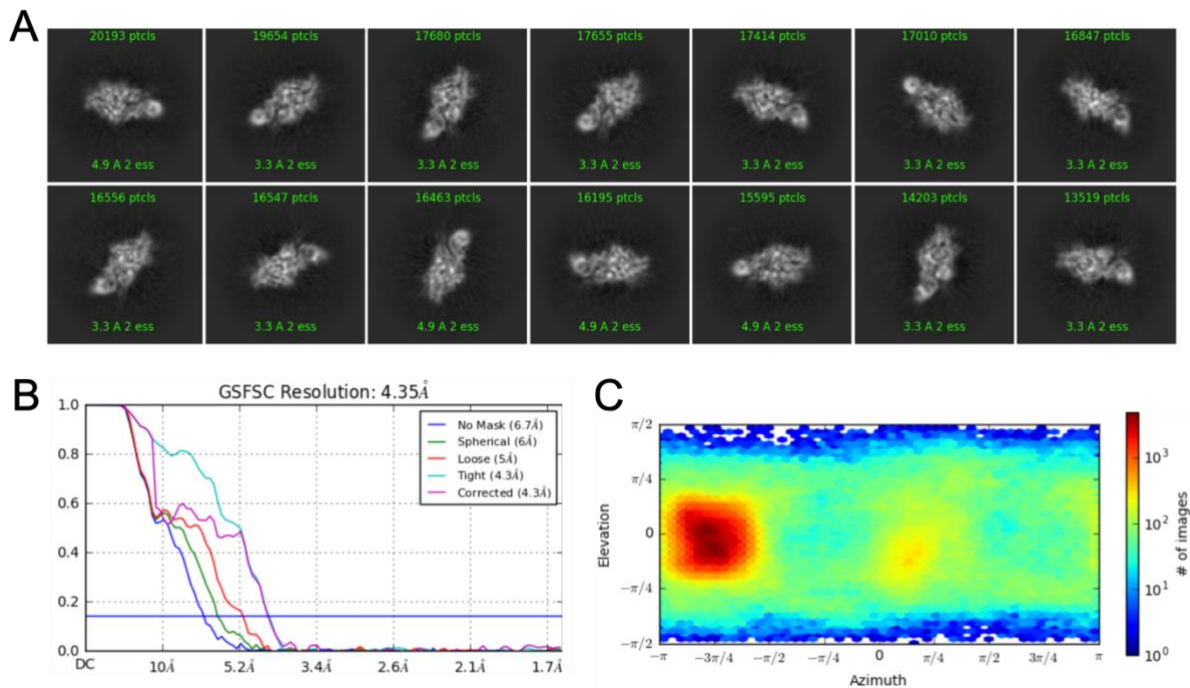 A
20193 ptcls 19654 ptcls 17680 ptcls 17655 ptcls 17414 ptcls 17010 ptcls 16847 ptcls
4.9 A 2 ess 3.3 A 2 ess 3.3 A 2 ess 3.3 A 2 ess 3.3 A 2 ess 3.3 A 2 ess 3.3 A 2 ess
16556 ptcls 16547 ptcls 16463 ptcls 16195 ptcls 15595 ptcls 14203 ptcls 13519 ptcls
3.3 A 2 ess 3.3 A 2 ess 4.9 A 2 ess 4.9 A 2 ess 4.9 A 2 ess 3.3 A 2 ess 3.3 A 2 ess
B
GSFSC Resolution: 4.35Å
1.0
0.8
0.6
0.4
0.2
0.0
No Mask (6.7Å)
Spherical (6Å)
Loose (5Å)
Tight (4.3Å)
Corrected (4.3Å)
DC 10Å 5.2Å 3.4Å 2.6Å 2.1Å 1.7Å
C
Elevation
π/2
π/4
0
−π/4
−π/2
−π −3π/4 −π/2 −π/4 0 π/4 π/2 3π/4 π
Azimuth
10³
10²
10¹
10⁰
# of images